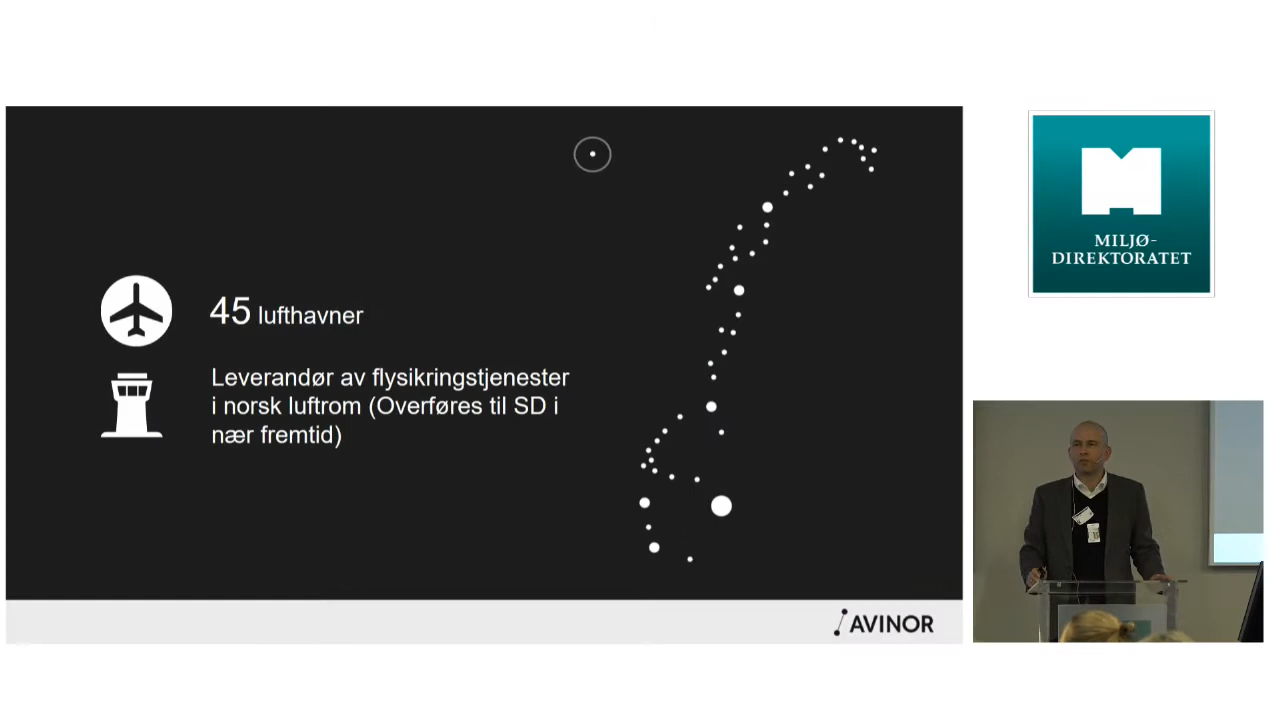 45 lufthavner
Leverandør av flysikringstjenester
i norsk luftrom (Overføres til SD i
nær fremtid)
AVINOR
MILJØ-
DIREKTORATET